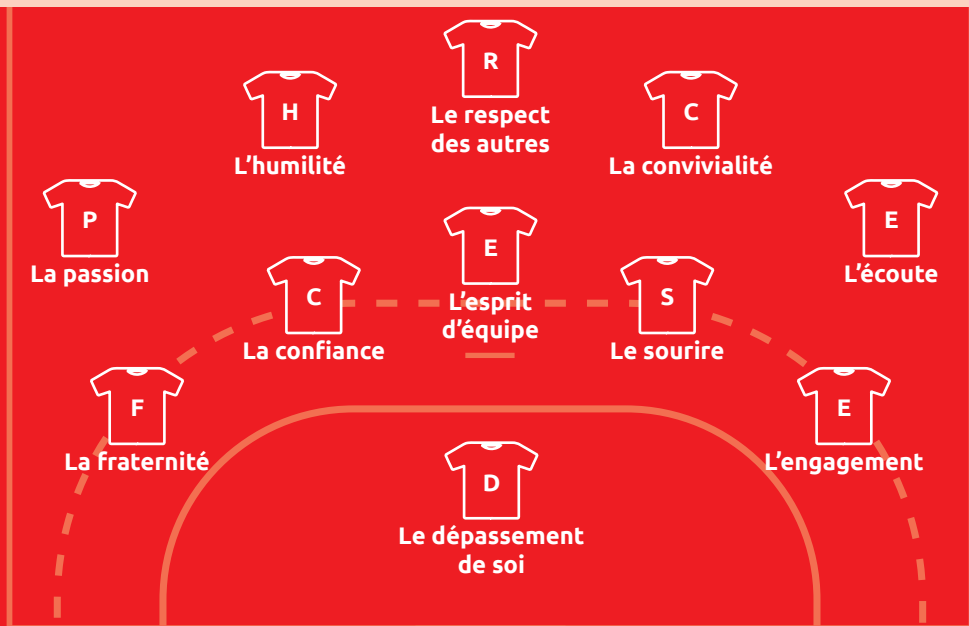 R
Le respect
des autres
H
L'humilité
C
La convivialité
P
La passion
E
L'esprit
d'équipe
E
L'écoute
C
La confiance
S
Le sourire
F
La fraternité
E
L'engagement
D
Le dépassement
de soi